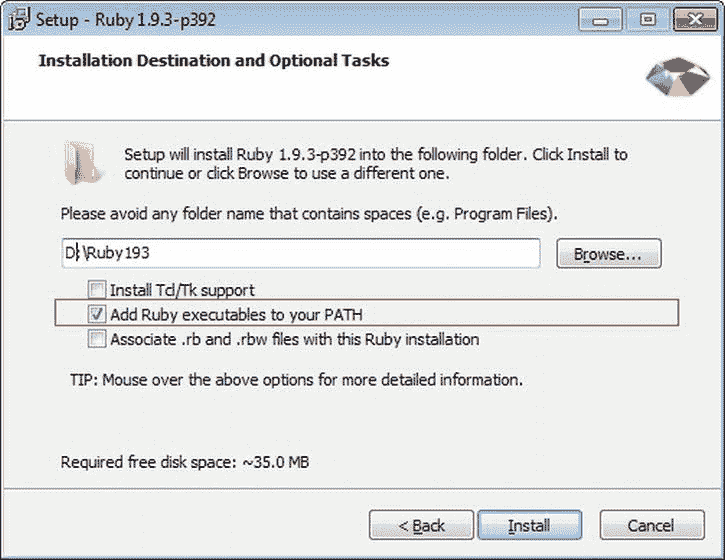 Setup - Ruby 1.9.3-p392
Installation Destination and Optional Tasks
Setup will install Ruby 1.9.3-p392 into the following folder. Click Install to
continue or click Browse to use a different one.
Please avoid any folder name that contains spaces (e.g. Program Files).
D:\Ruby193
Browse...
Install Tcl/Tk support
Add Ruby executables to your PATH
Associate .rb and .rbw files with this Ruby installation
TIP: Mouse over the above options for more detailed information.
Required free disk space: ~35.0 MB
< Back
Install
Cancel